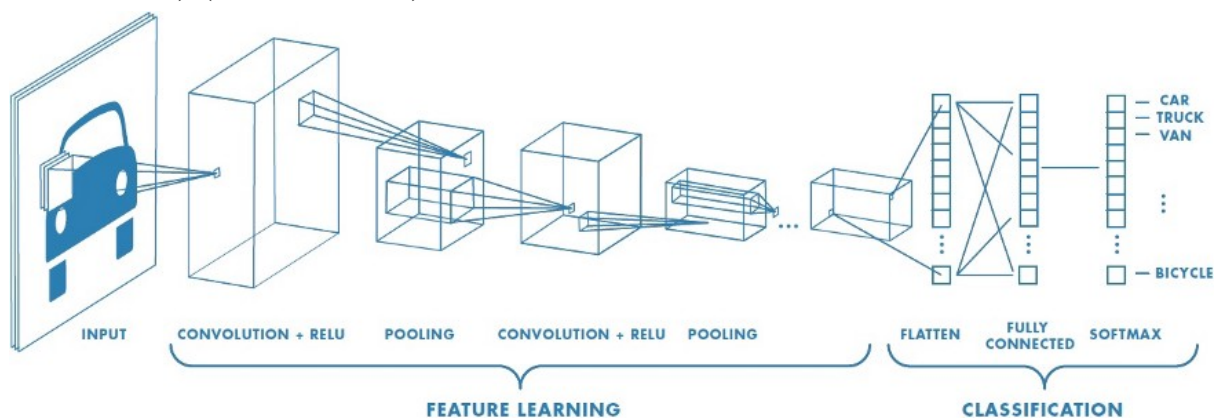 CAR
TRUCK
VAN
BICYCLE
INPUT
CONVOLUTION + RELU
POOLING
CONVOLUTION + RELU
POOLING
FLATTEN
FULLY
CONNECTED
SOFTMAX
FEATURE LEARNING
CLASSIFICATION